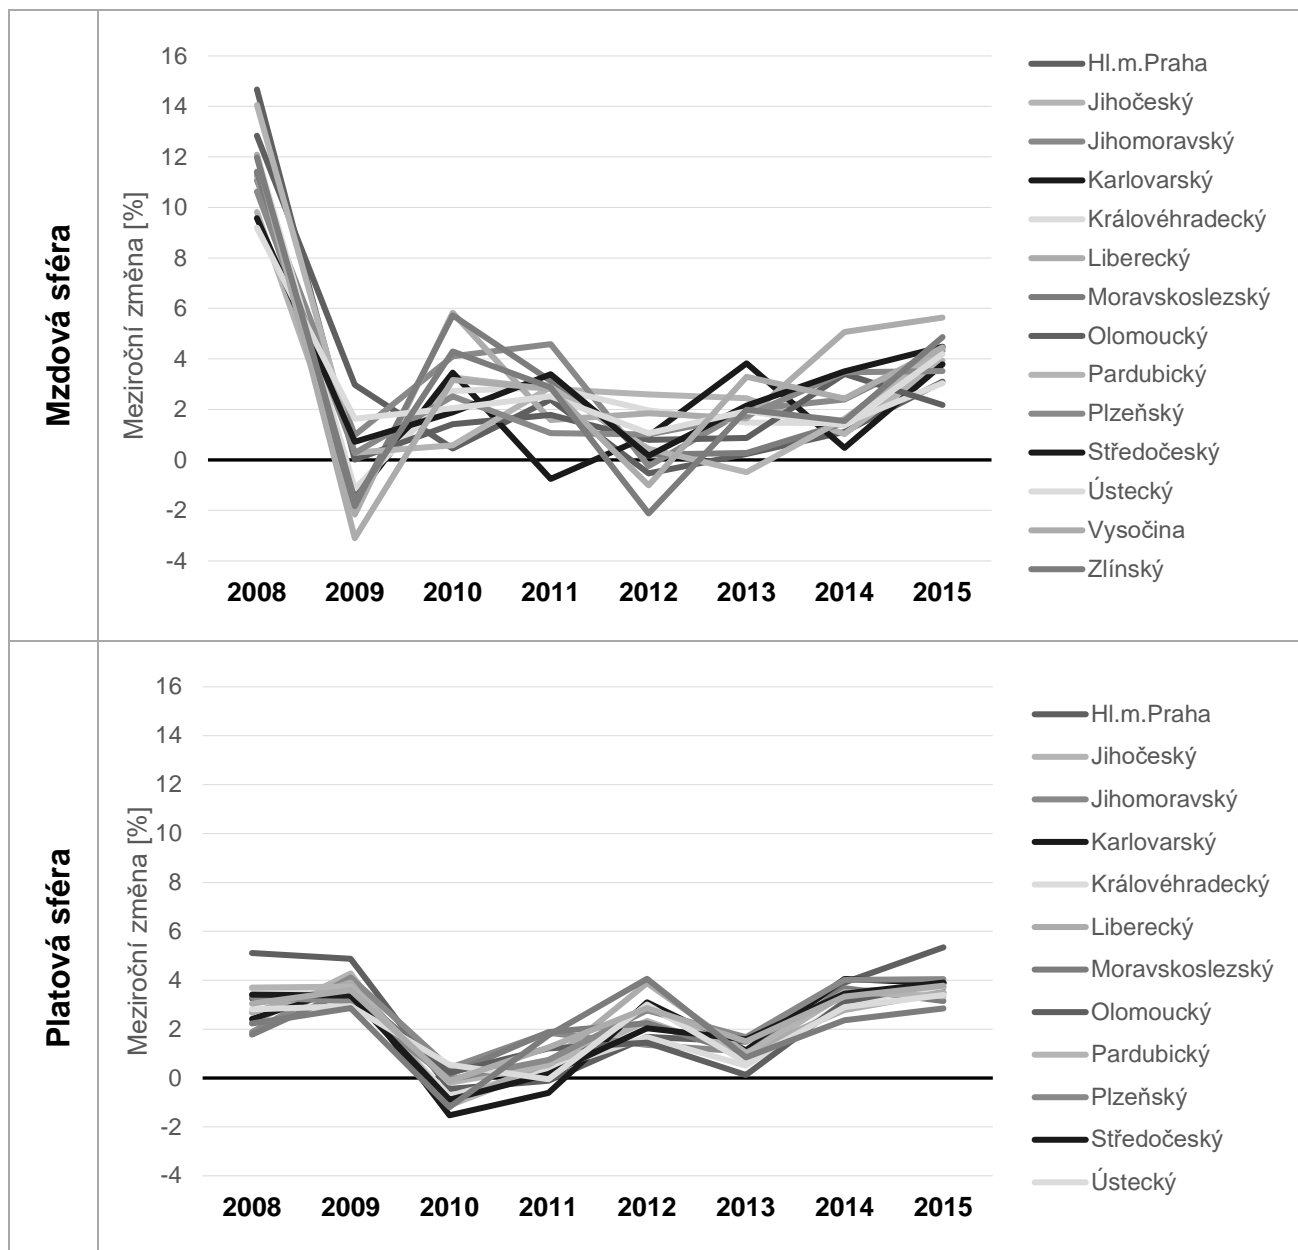 Mzdová sféra
Meziroční změna [%]
16
14
12
10
8
6
4
2
0
-2
-4
2008 2009 2010 2011 2012 2013 2014 2015
Hl.m.Praha
Jihočeský
Jihomoravský
Karlovarský
Královéhradecký
Liberecký
Moravskoslezský
Olomoucký
Pardubický
Plzeňský
Středočeský
Ústecký
Vysočina
Zlínský
Platová sféra
Meziroční změna [%]
16
14
12
10
8
6
4
2
0
-2
-4
2008 2009 2010 2011 2012 2013 2014 2015
Hl.m.Praha
Jihočeský
Jihomoravský
Karlovarský
Královéhradecký
Liberecký
Moravskoslezský
Olomoucký
Pardubický
Plzeňský
Středočeský
Ústecký